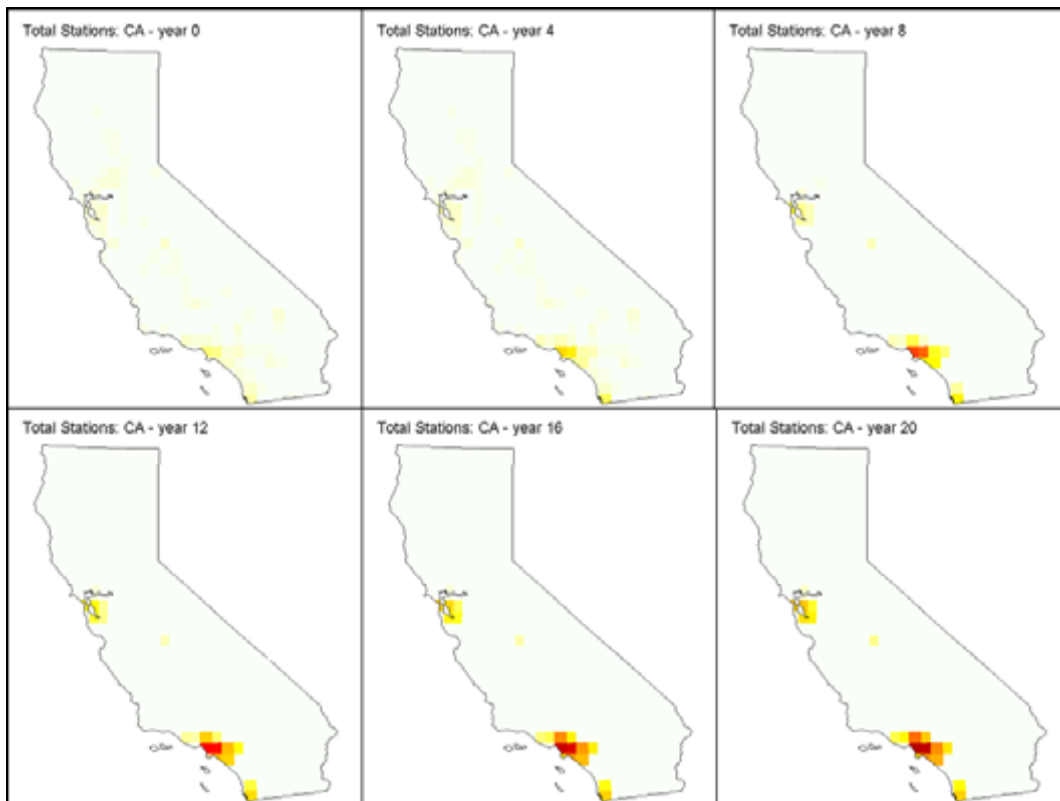 Total Stations: CA - year 0
Total Stations: CA - year 4
Total Stations: CA - year 8
Total Stations: CA - year 12
Total Stations: CA - year 16
Total Stations: CA - year 20